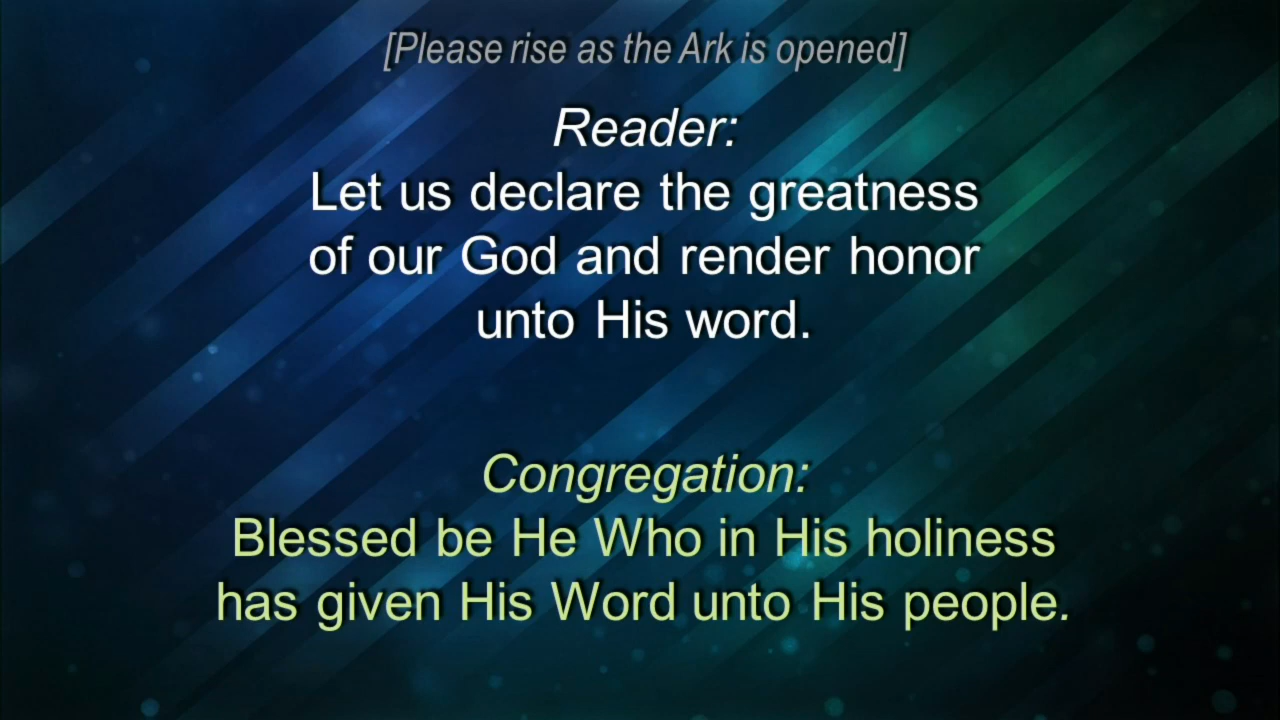 [Please rise as the Ark is opened]
Reader:
Let us declare the greatness
of our God and render honor
unto His word.
Congregation:
Blessed be He Who in His holiness
has given His Word unto His people.